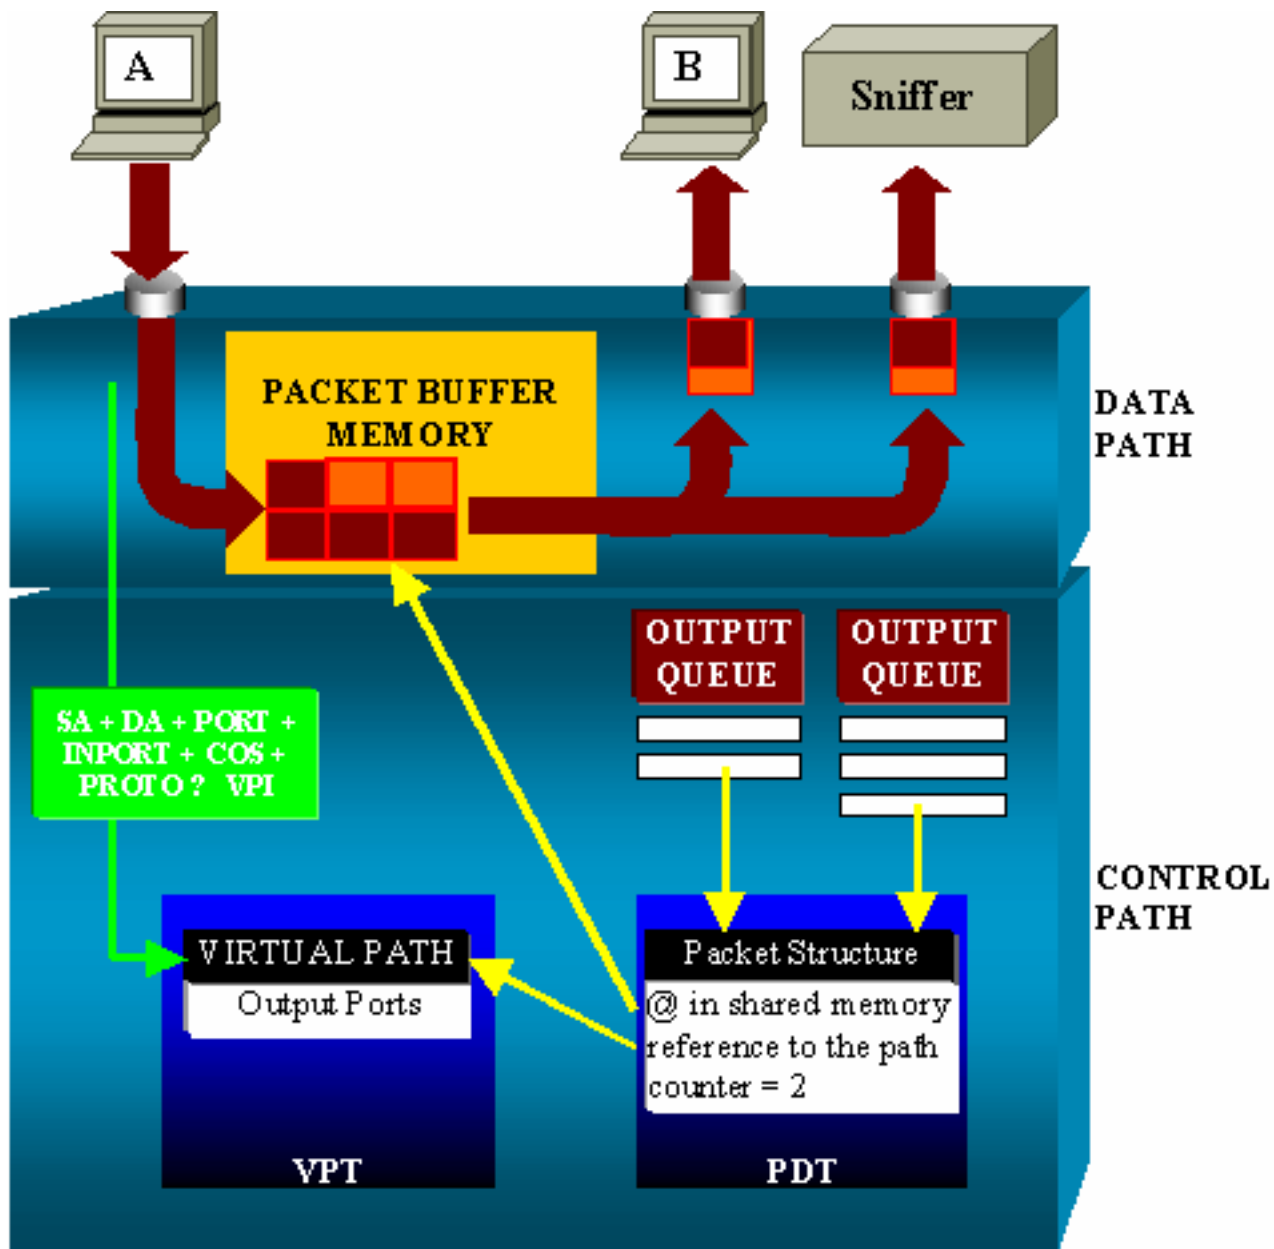 A
B
Sniffer
PACKET BUFFER
MEMORY
DATA
PATH
OUTPUT
QUEUE
OUTPUT
QUEUE
SA + DA + PORT +
INPORT + COS +
PROTO ? VPI
CONTROL
PATH
VIRTUAL PATH
Output Ports
Packet Structure
@ in shared memory
reference to the path
counter = 2
VPT
PDT